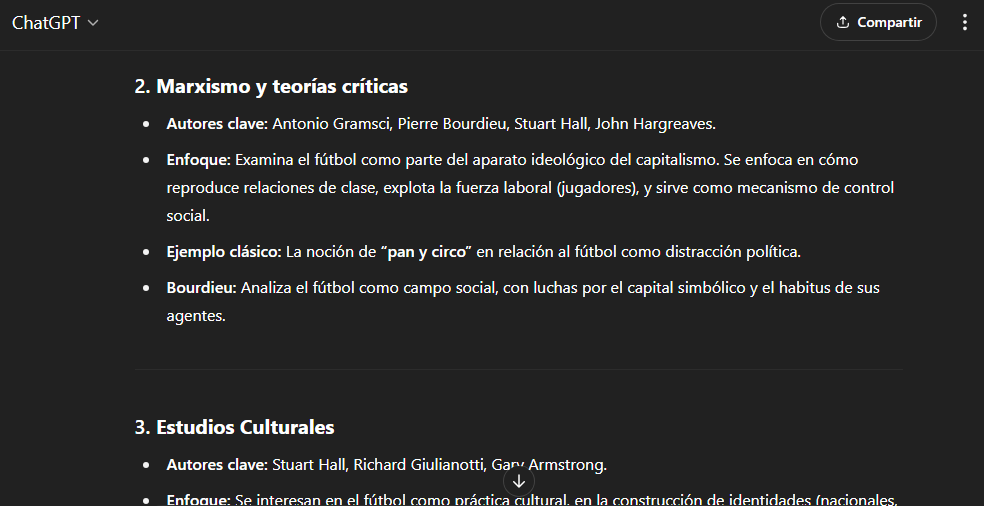 ChatGPT
Compartir
2. Marxismo y teorías críticas
• Autores clave: Antonio Gramsci, Pierre Bourdieu, Stuart Hall, John Hargreaves.
• Enfoque: Examina el fútbol como parte del aparato ideológico del capitalismo. Se enfoca en cómo
reproduce relaciones de clase, explota la fuerza laboral (jugadores), y sirve como mecanismo de control
social.
• Ejemplo clásico: La noción de “pan y circo” en relación al fútbol como distracción política.
• Bourdieu: Analiza el fútbol como campo social, con luchas por el capital simbólico y el habitus de sus
agentes.
3. Estudios Culturales
• Autores clave: Stuart Hall, Richard Giulianotti, Gary Armstrong.
• Enfoque: Se interesan en el fútbol como práctica cultural, en la construcción de identidades (nacionales,